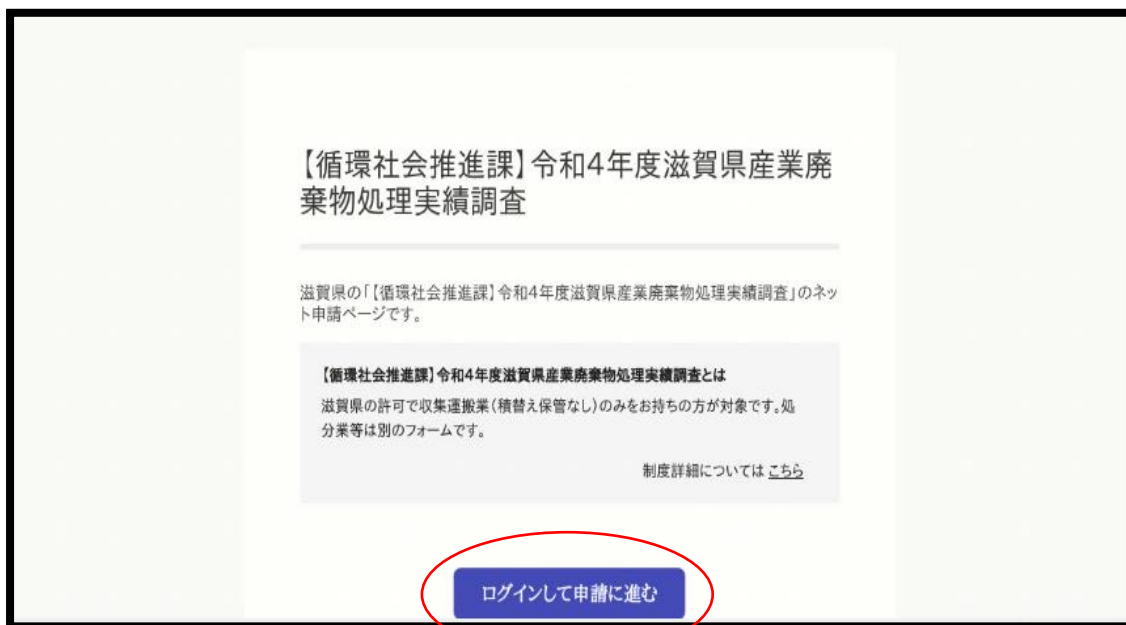 【循環社会推進課】令和4年度滋賀県産業廃
棄物処理実績調査
滋賀県の「【循環社会推進課】令和4年度滋賀県産業廃棄物処理実績調査」のネッ
ト申請ページです。
【循環社会推進課】令和4年度滋賀県産業廃棄物処理実績調査とは
滋賀県の許可で収集運搬業(積替え保管なし)のみをお持ちの方が対象です。処
分業等は別のフォームです。
制度詳細については こちら
ログインして申請に進む